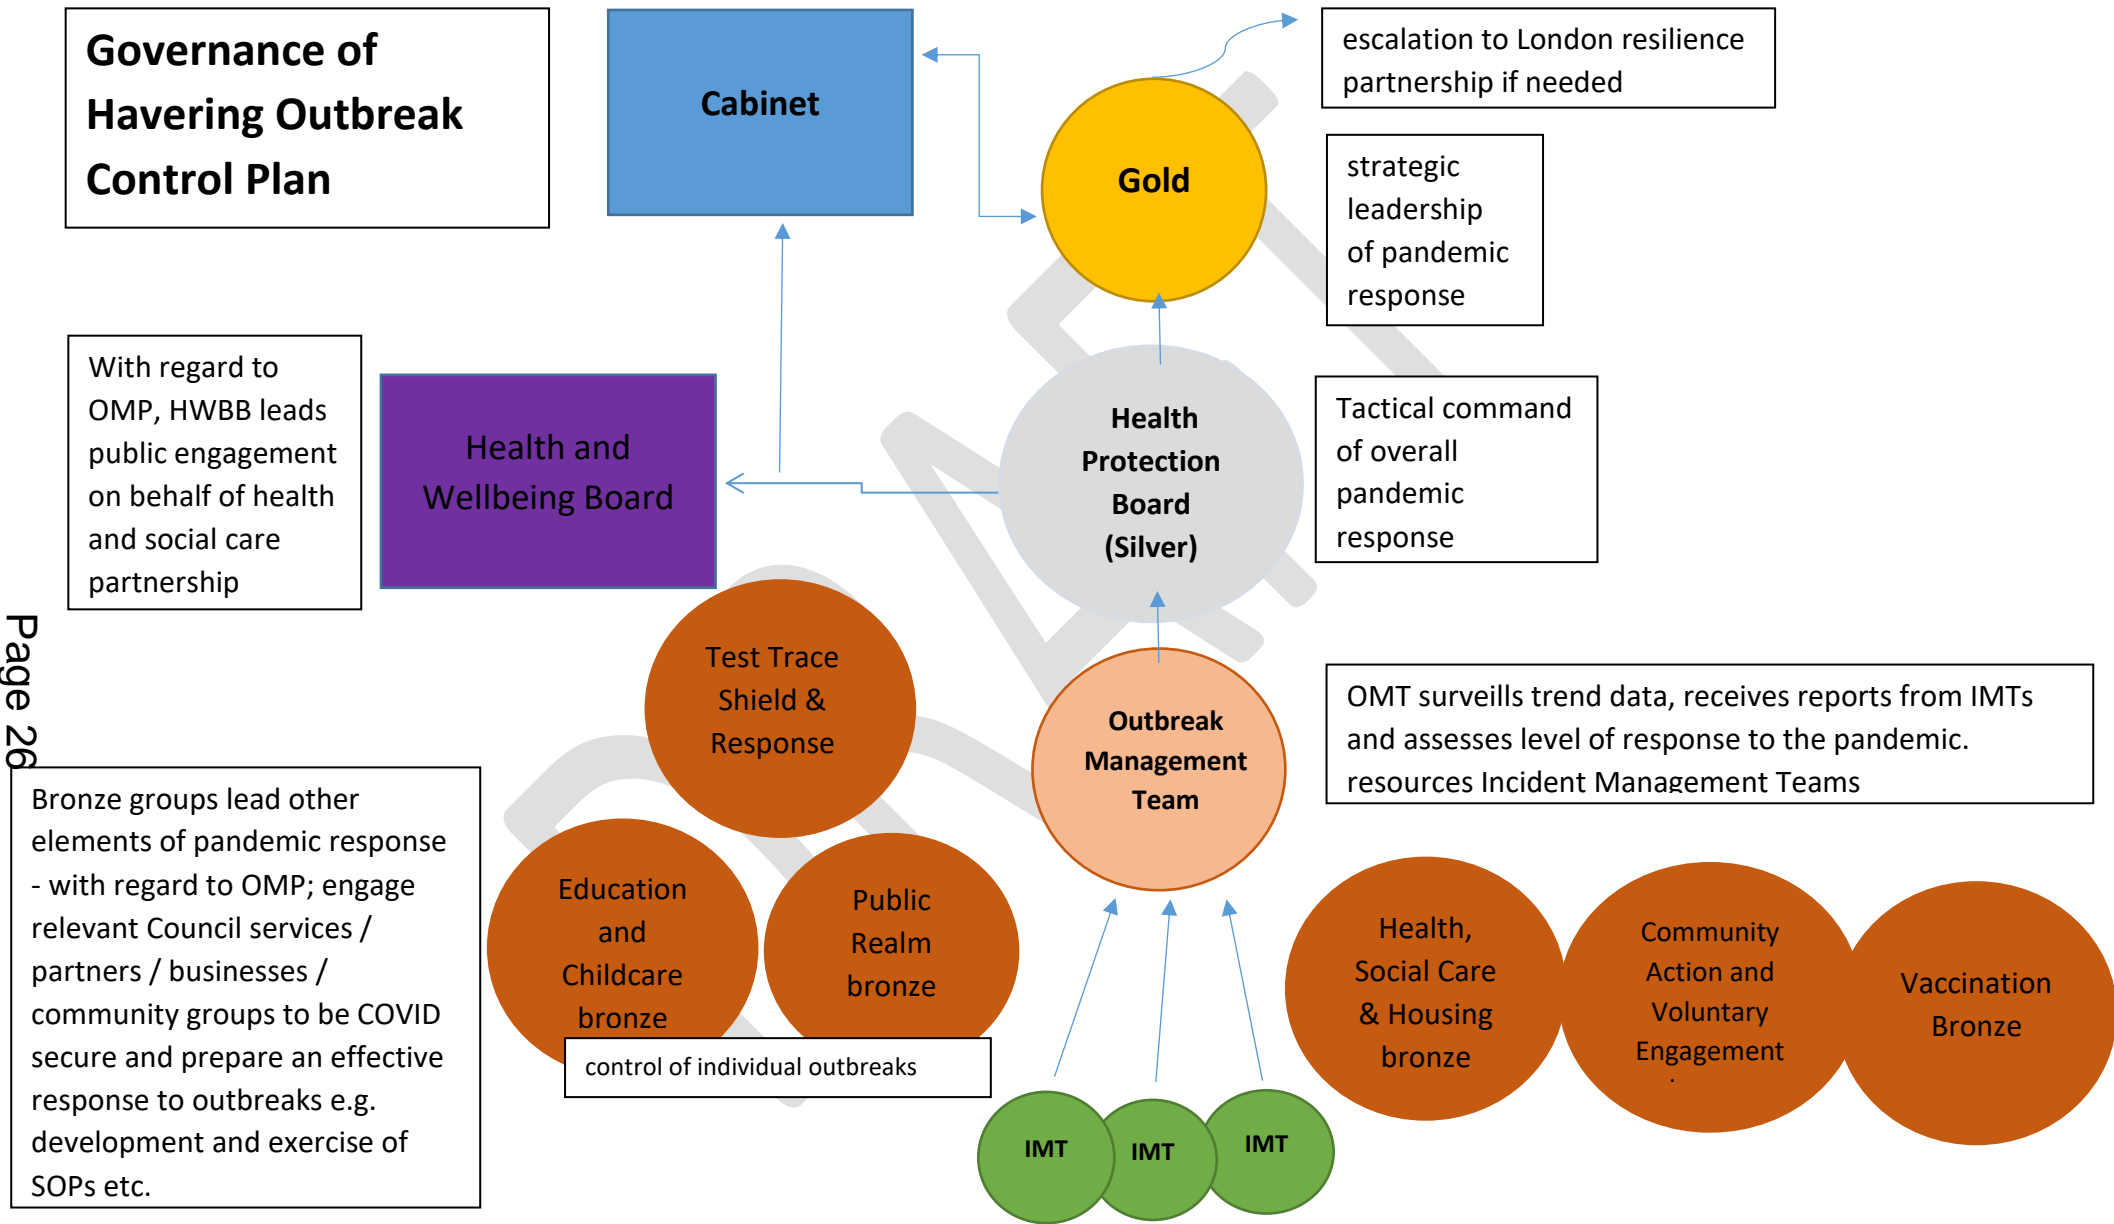 Governance of
Havering Outbreak
Control Plan
Cabinet
Gold
escalation to London resilience
partnership if needed
strategic
leadership
of pandemic
response
With regard to
OMP, HWBB leads
public engagement
on behalf of health
and social care
partnership
Health and
Wellbeing Board
Health
Protection
Board
(Silver)
Tactical command
of overall
pandemic
response
Page 26
Test Trace
Shield &
Response
Outbreak
Management
Team
OMT surveills trend data, receives reports from IMTs
and assesses level of response to the pandemic.
resources Incident Management Teams
Bronze groups lead other
elements of pandemic response
- with regard to OMP; engage
relevant Council services /
partners / businesses /
community groups to be COVID
secure and prepare an effective
response to outbreaks e.g.
development and exercise of
SOPs etc.
Education
and
Childcare
bronze
Public
Realm
bronze
control of individual outbreaks
Health,
Social Care
& Housing
bronze
Community
Action and
Voluntary
Engagement
Vaccination
Bronze
IMT
IMT
IMT
DRAFT